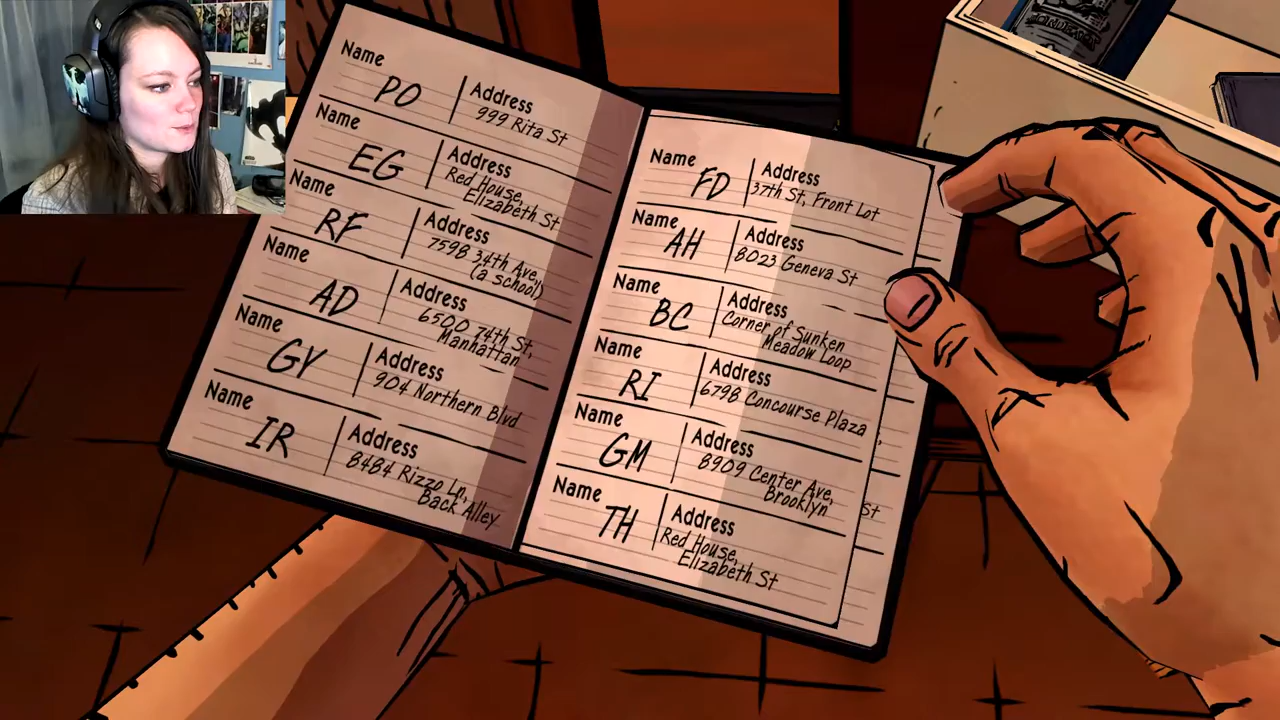 Name
PO
Address
999 Rita St
Name
EG
Address
Red House,
Elizabeth St
Name
RF
Address
7598 34th Ave,
(a school)
Name
AD
Address
6500 74th St,
Manhattan
Name
GY
Address
904 Northern Blvd
Name
IR
Address
8484 Rizzo Ln,
Back Alley
Name
FD
Address
37th St, Front Lot
Name
AH
Address
8023 Geneva St
Name
BC
Address
Corner of Sunken
Meadow Loop
Name
RI
Address
6798 Concourse Plaza
Name
GM
Address
8909 Center Ave,
Brooklyn
Name
TH
Address
Red House,
Elizabeth St
St